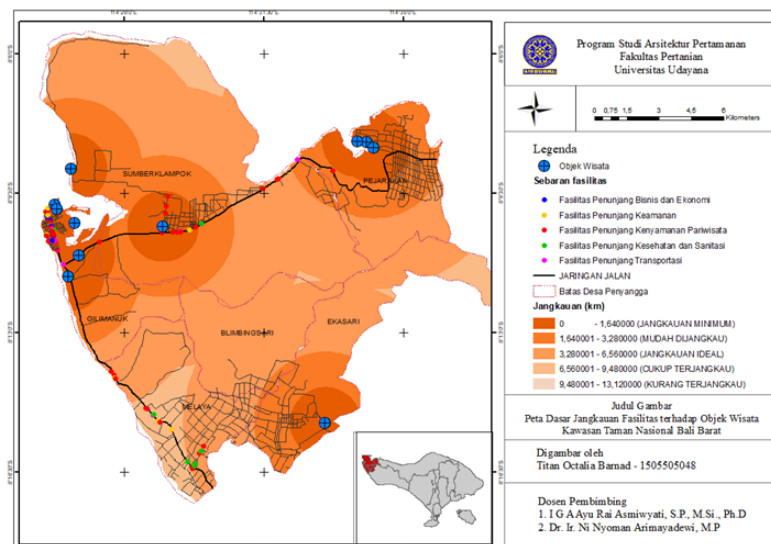 114°21'30"E
SUMBERKLAMPOK
GILIMANUK
BLIMBINGSARI
EKASARI
MELAYA
Program Studi Arsitektur Pertamanan
Fakultas Pertanian
Universitas Udayana
0 0,75 1,5 3 4,5 6
Kilometers
Legenda
Objek Wisata
Sebaran fasilitas
Fasilitas Penunjang Bisnis dan Ekonomi
Fasilitas Penunjang Keamanan
Fasilitas Penunjang Kenyamanan Pariwisata
Fasilitas Penunjang Kesehatan dan Sanitasi
Fasilitas Penunjang Transportasi
JARINGAN JALAN
Batas Desa Penyangga
Jangkauan (km)
0 - 1,640000 (JANGKAUAN MINIMUM)
1,640001 - 3,280000 (MUDAH DIJANGKAU)
3,280001 - 6,560000 (JANGKAUAN IDEAL)
6,560001 - 9,480000 (CUKUP TERJANGKAU)
9,480001 - 13,120000 (KURANG TERJANGKAU)
Judul Gambar
Peta Dasar Jangkauan Fasilitas terhadap Objek Wisata
Kawasan Taman Nasional Bali Barat
Digambar oleh
Titan Octalia Barnad - 1505505048
Dosen Pembimbing
1. I G A Ayu Rai Asmiwyati, S.P., M.Si., Ph.D
2. Dr. Ir. Ni Nyoman Arimayadewi, M.P